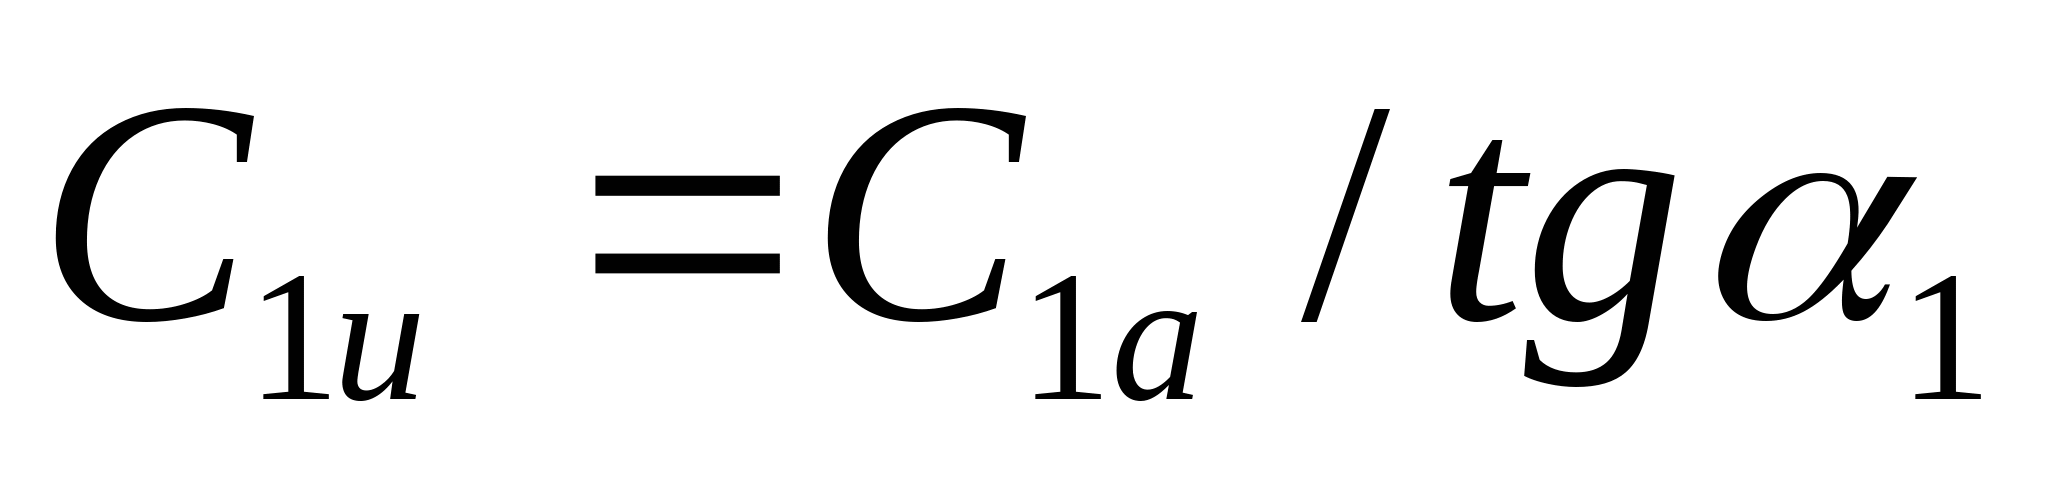 C₁ᵤ = C₁ₐ / tgα₁